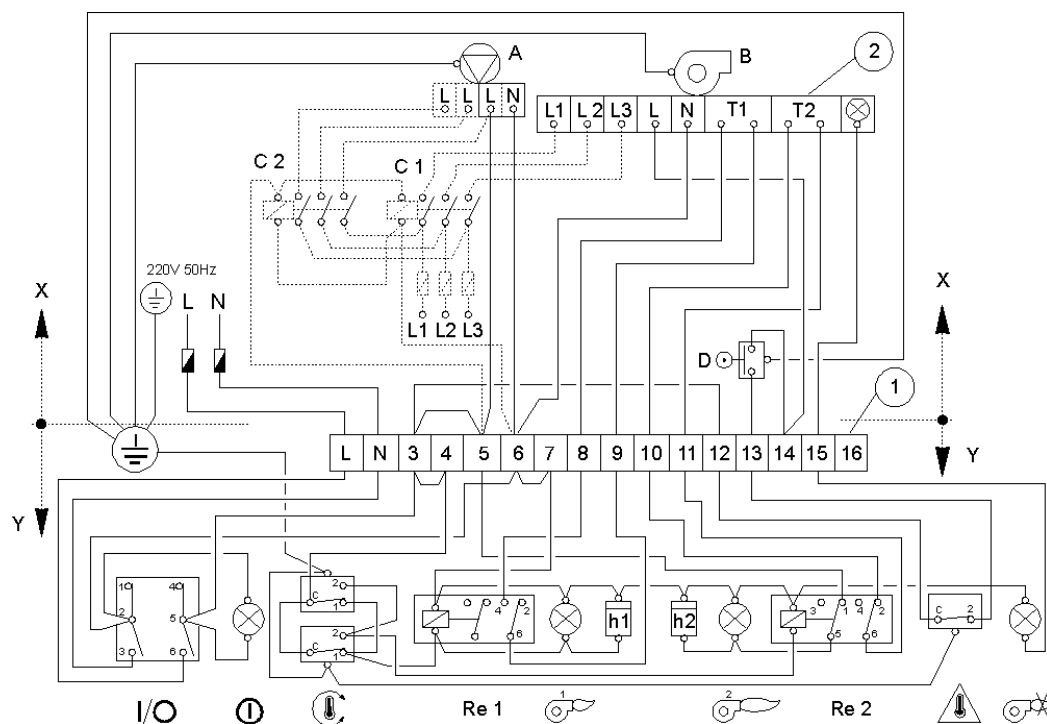 A
B
2
L L L N
L1 L2 L3 L N T1 T2
C 2
C 1
220V 50Hz
L N
X
X
L1 L2 L3
D
1
L N 3 4 5 6 7 8 9 10 11 12 13 14 15 16
Y
Y
1 4
2 5
3 6
2
C 1
2
C 1
4 2
6
h1
h2
3 1 4 2
5 6
C 2
I/O
Re 1
1
2
Re 2